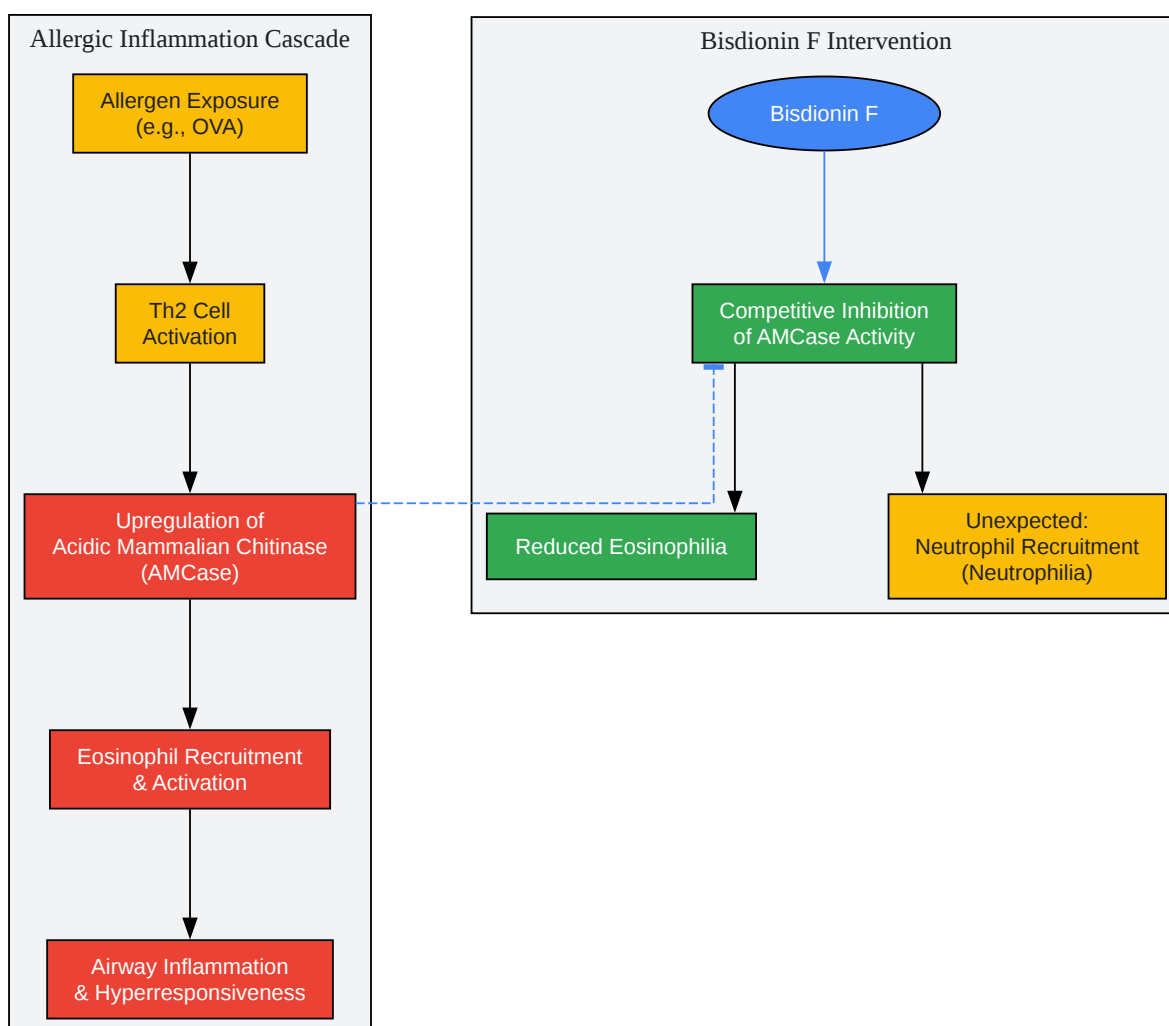 Allergic Inflammation Cascade
Allergen Exposure
(e.g., OVA)
Th2 Cell
Activation
Upregulation of
Acidic Mammalian Chitinase
(AMCase)
Eosinophil Recruitment
& Activation
Airway Inflammation
& Hyperresponsiveness
Bisdionin F Intervention
Bisdionin F
Competitive Inhibition
of AMCase Activity
Reduced Eosinophilia
Unexpected:
Neutrophil Recruitment
(Neutrophilia)